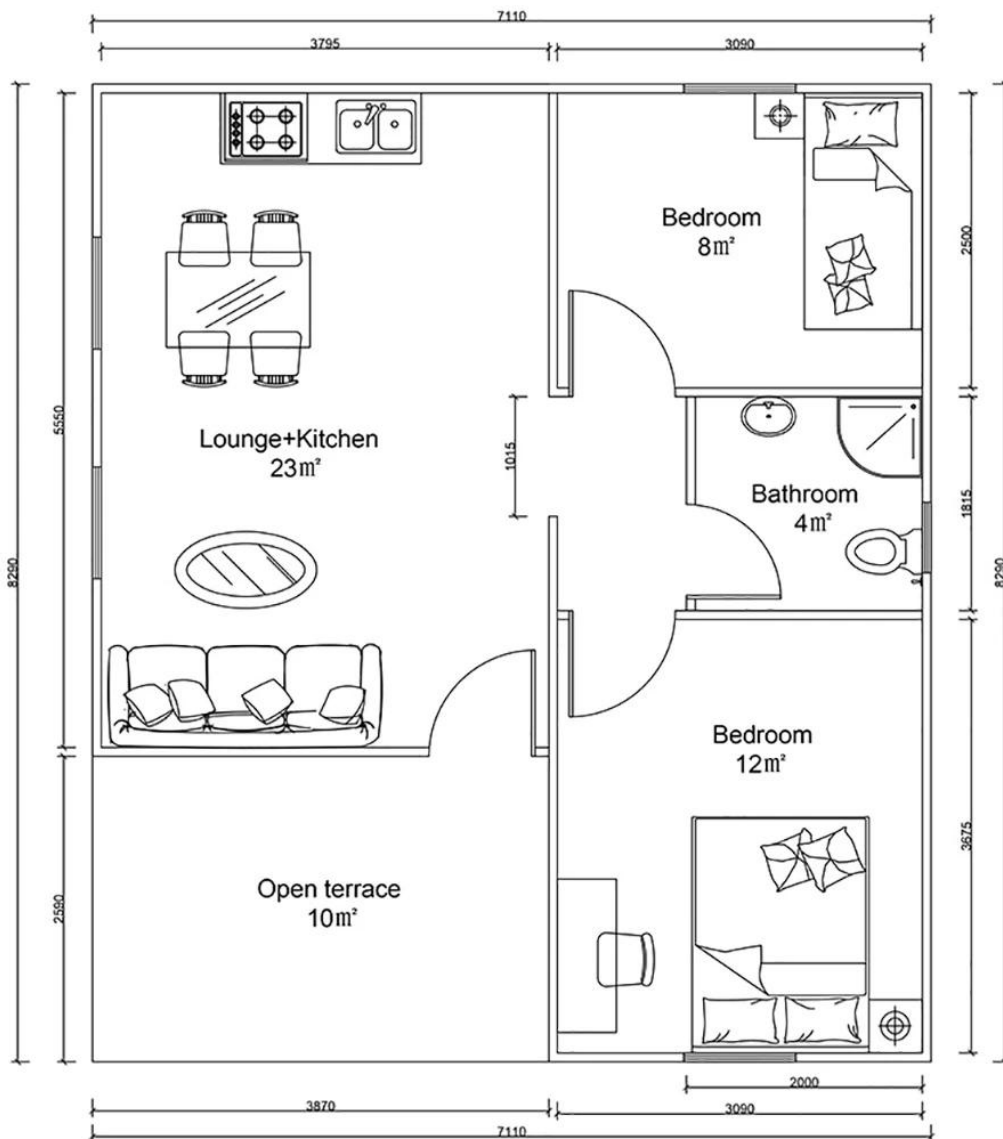 7110
3795
3090
Bedroom
8m²
2500
5550
Lounge+Kitchen
23m²
1015
Bathroom
4m²
1815
8290
8290
Bedroom
12m²
3675
Open terrace
10m²
2590
2000
3870
3090
7110